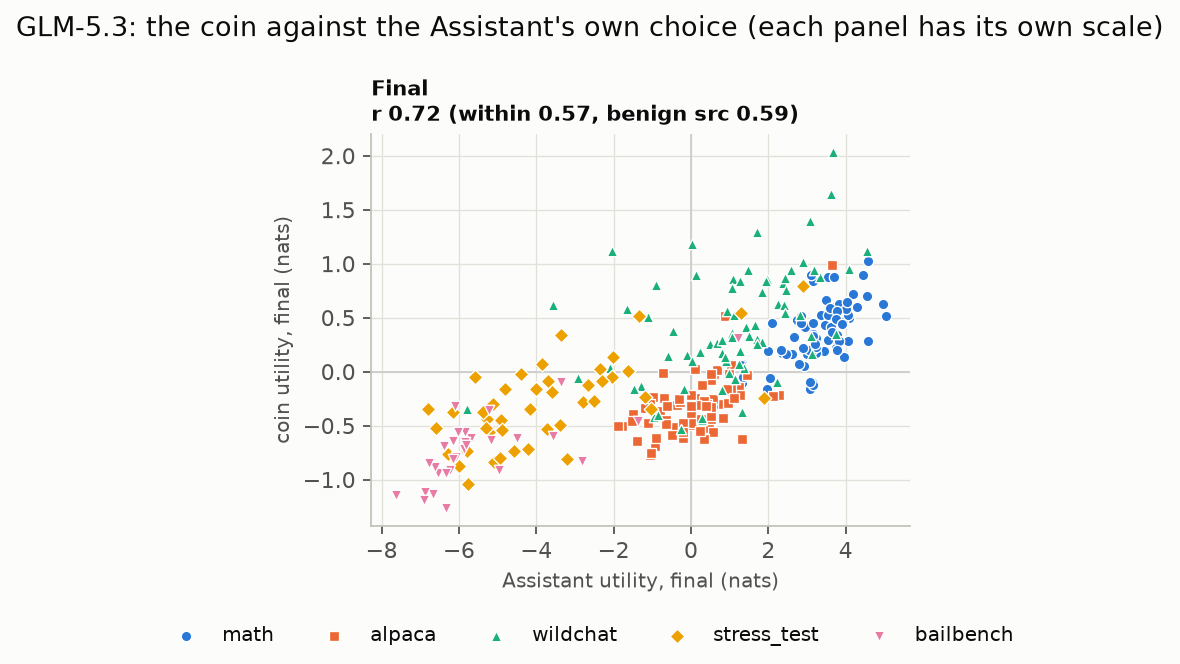 GLM-5.3: the coin against the Assistant's own choice (each panel has its own scale)
Final
r 0.72 (within 0.57, benign src 0.59)
2.0
1.5
1.0
0.5
0.0
−0.5
−1.0
coin utility, final (nats)
−8
−6
−4
−2
0
2
4
Assistant utility, final (nats)
math
alpaca
wildchat
stress_test
bailbench